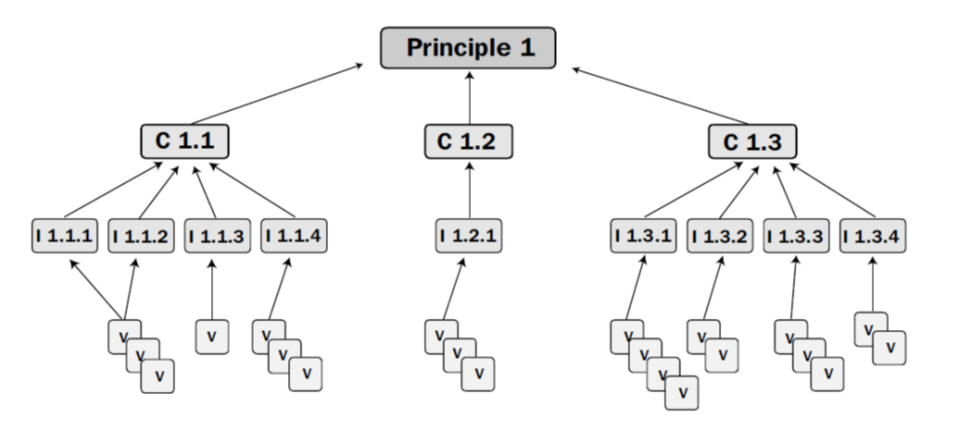 Principle 1
C 1.1 C 1.2 C 1.3
I 1.1.1 I 1.1.2 I 1.1.3 I 1.1.4 I 1.2.1 I 1.3.1 I 1.3.2 I 1.3.3 I 1.3.4
V V V V V V V V
V V V V V V V
V V V V
V